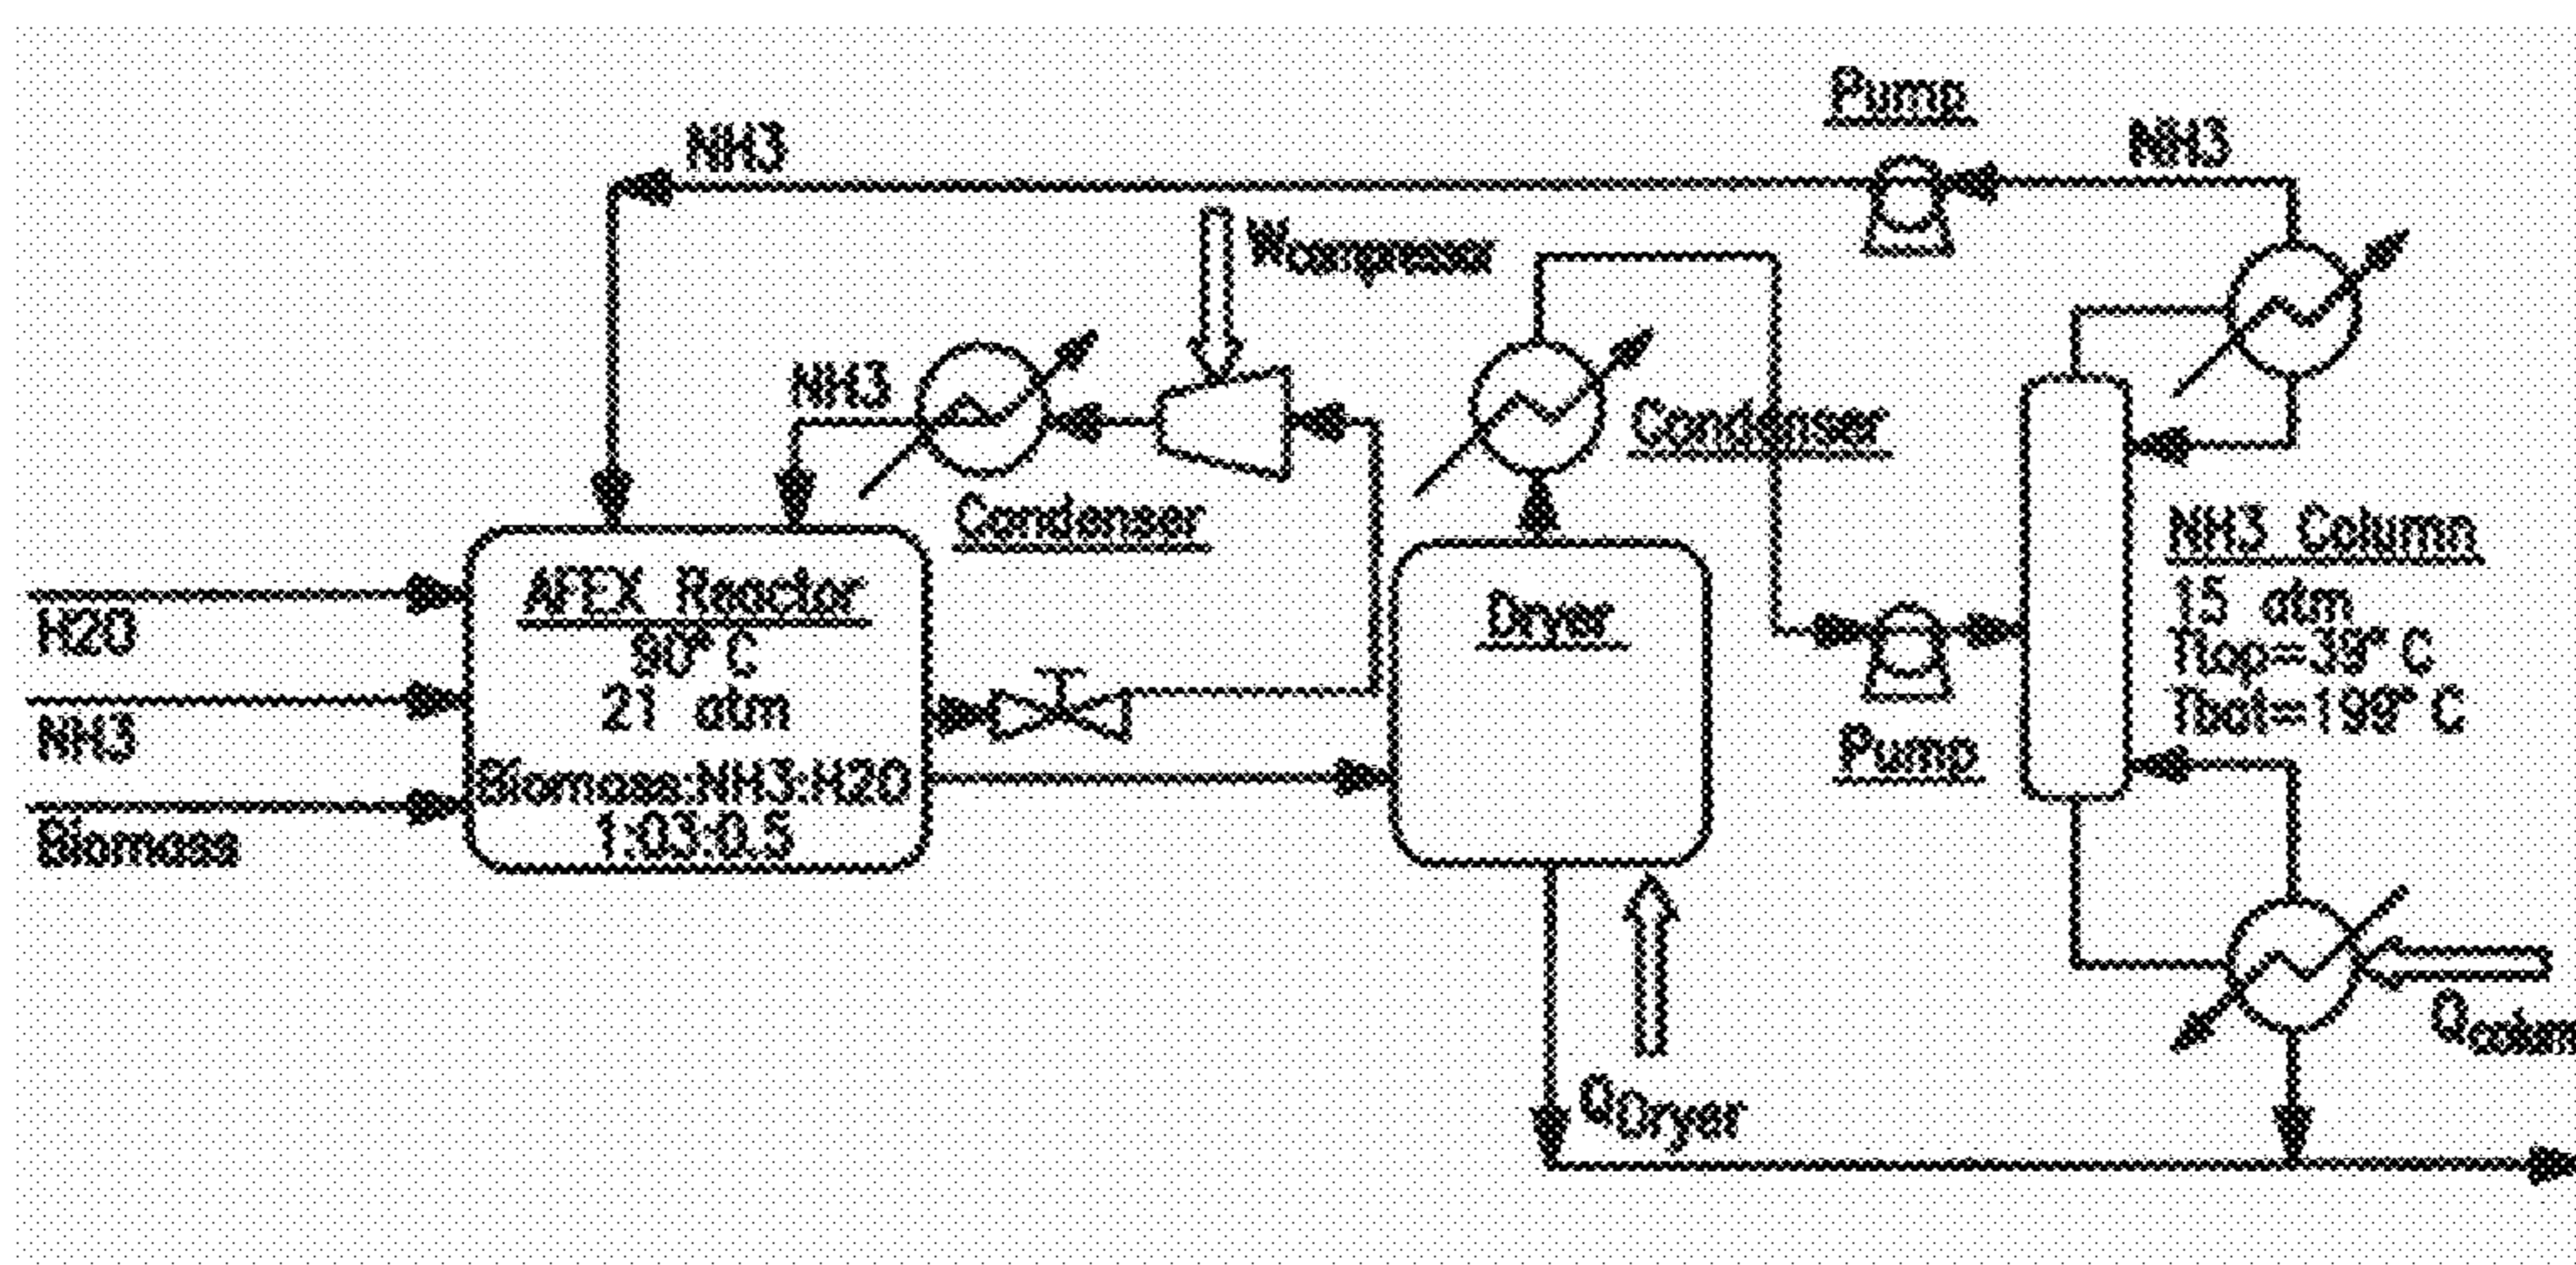 Pump
NH3
NH3
Wcompressor
NH3
Condenser
Condenser
NH3 Column
15 atm
Ttop=39°C
Tbot=199°C
AFEX Reactor
90°C
21 atm
Biomass:NH3:H2O
1:03:0.5
Dryer
H2O
NH3
Biomass
Pump
QDryer
Qcolum